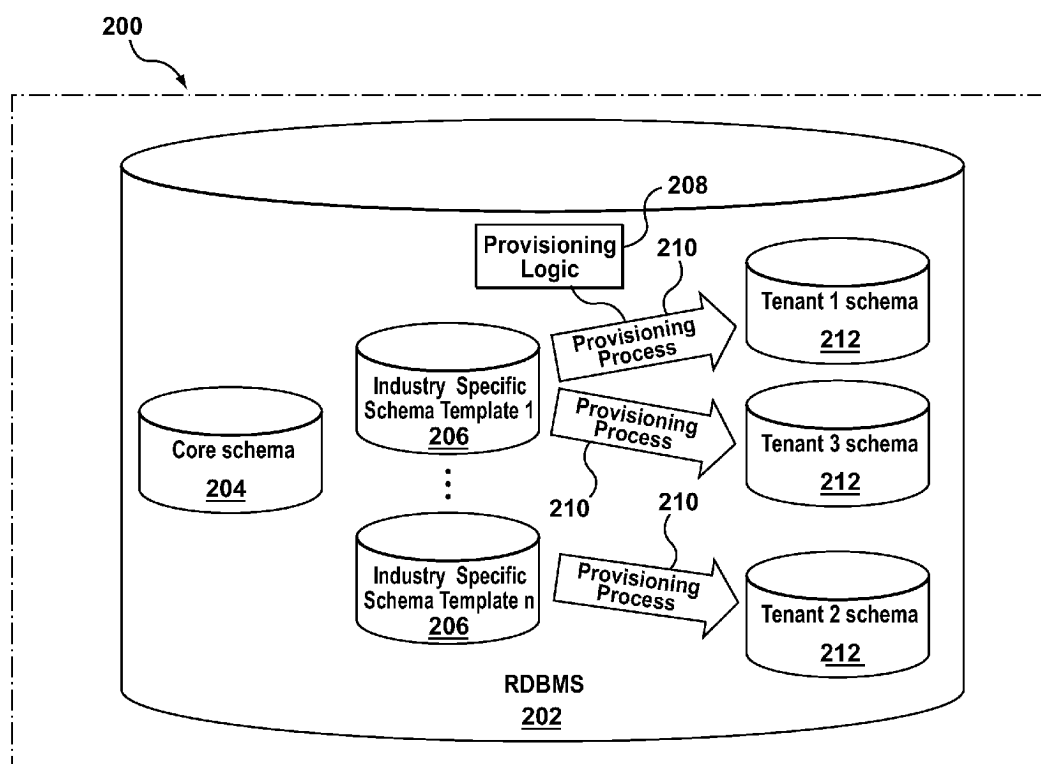 200
208
Provisioning
Logic
210
Tenant 1 schema
212
Provisioning
Process
Industry Specific
Schema Template 1
206
Provisioning
Process
Core schema
204
Tenant 3 schema
212
210
210
Industry Specific
Schema Template n
206
Provisioning
Process
Tenant 2 schema
212
RDBMS
202